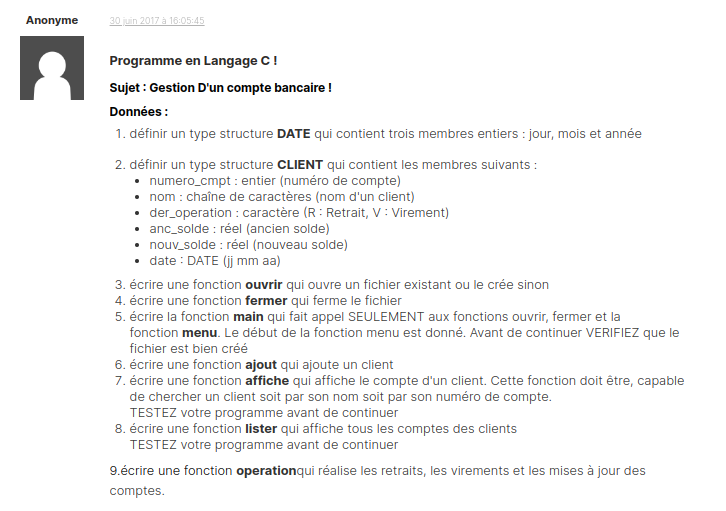 Anonyme
30 juin 2017 à 16:05:45
Programme en Langage C !
Sujet : Gestion D'un compte bancaire !
Données :
1. définir un type structure DATE qui contient trois membres entiers : jour, mois et année
2. définir un type structure CLIENT qui contient les membres suivants :
• numero_cmpt : entier (numéro de compte)
• nom : chaîne de caractères (nom d'un client)
• der_operation : caractère (R : Retrait, V : Virement)
• anc_solde : réel (ancien solde)
• nouv_solde : réel (nouveau solde)
• date : DATE (jj mm aa)
3. écrire une fonction ouvrir qui ouvre un fichier existant ou le crée sinon
4. écrire une fonction fermer qui ferme le fichier
5. écrire la fonction main qui fait appel SEULEMENT aux fonctions ouvrir, fermer et la
fonction menu. Le début de la fonction menu est donné. Avant de continuer VERIFIEZ que le
fichier est bien créé
6. écrire une fonction ajout qui ajoute un client
7. écrire une fonction affiche qui affiche le compte d'un client. Cette fonction doit être, capable
de chercher un client soit par son nom soit par son numéro de compte.
TESTEZ votre programme avant de continuer
8. écrire une fonction lister qui affiche tous les comptes des clients
TESTEZ votre programme avant de continuer
9.écrire une fonction operationqui réalise les retraits, les virements et les mises à jour des
comptes.